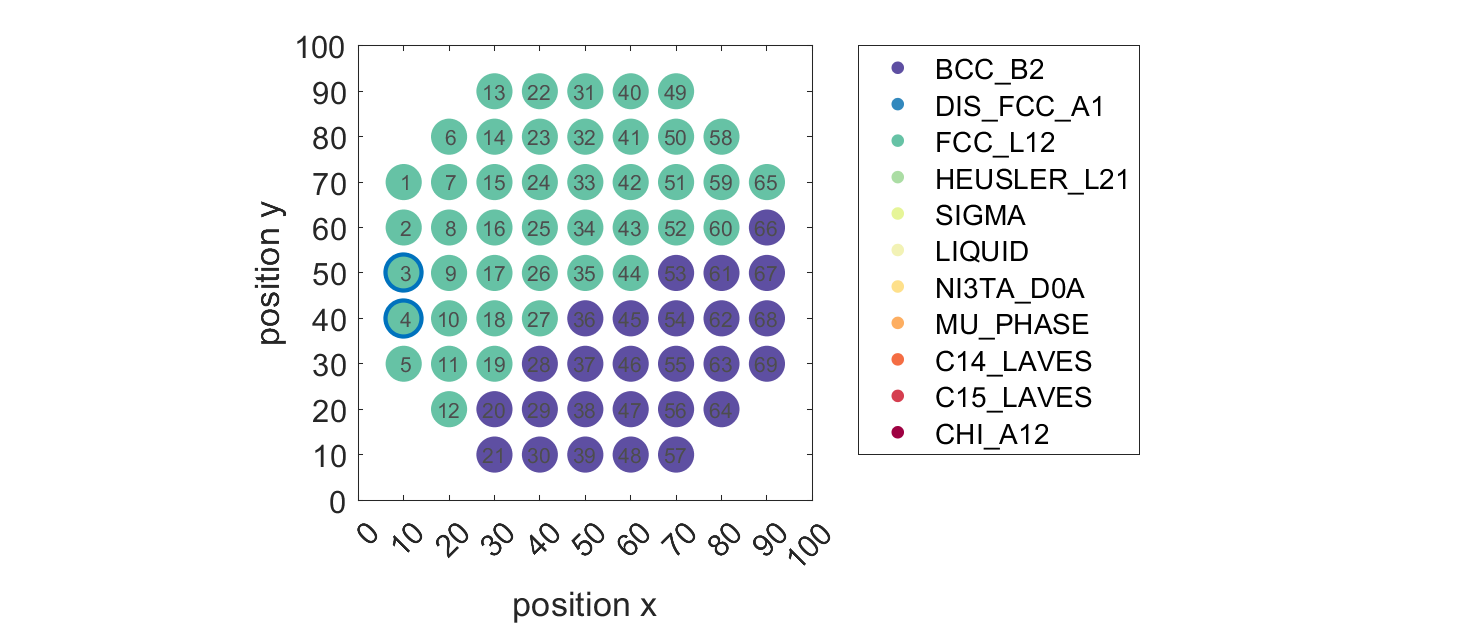 100
90
80
70
60
50
40
30
20
10
0
position y
13 22 31 40 49
6 14 23 32 41 50 58
1 7 15 24 33 42 51 59 65
2 8 16 25 34 43 52 60 66
3 9 17 26 35 44 53 61 67
4 10 18 27 36 45 54 62 68
5 11 19 28 37 46 55 63 69
12 20 29 38 47 56 64
21 30 39 48 57
0 10 20 30 40 50 60 70 80 90 100
position x
BCC_B2
DIS_FCC_A1
FCC_L12
HEUSLER_L21
SIGMA
LIQUID
NI3TA_D0A
MU_PHASE
C14_LAVES
C15_LAVES
CHI_A12